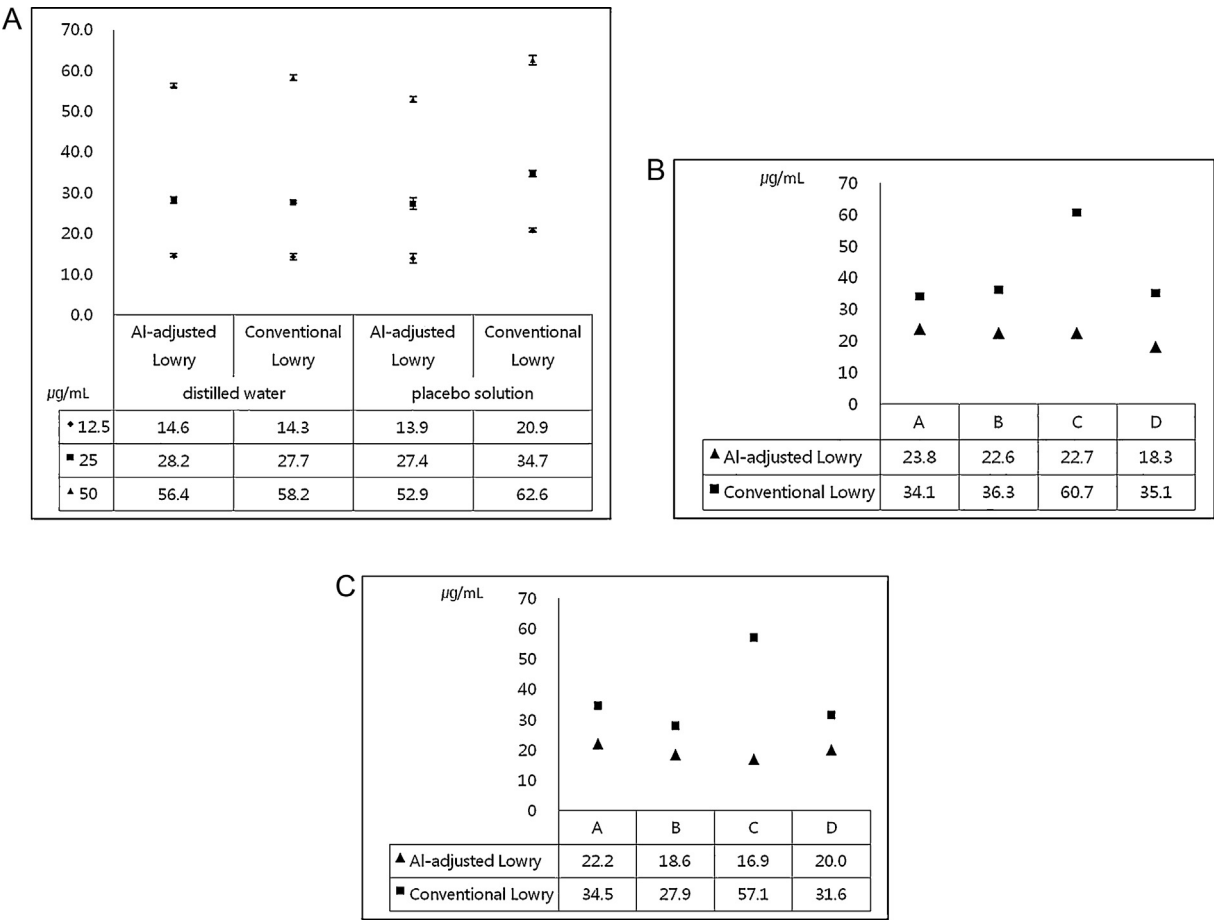 A
70.0
60.0
50.0
40.0
30.0
20.0
10.0
0.0
Al-adjusted Lowry Conventional Lowry Al-adjusted Lowry Conventional Lowry
µg/mL distilled water placebo solution
12.5 14.6 14.3 13.9 20.9
25 28.2 27.7 27.4 34.7
50 56.4 58.2 52.9 62.6
B
µg/mL
70
60
50
40
30
20
10
0
A B C D
Al-adjusted Lowry 23.8 22.6 22.7 18.3
Conventional Lowry 34.1 36.3 60.7 35.1
C
µg/mL
70
60
50
40
30
20
10
0
A B C D
Al-adjusted Lowry 22.2 18.6 16.9 20.0
Conventional Lowry 34.5 27.9 57.1 31.6